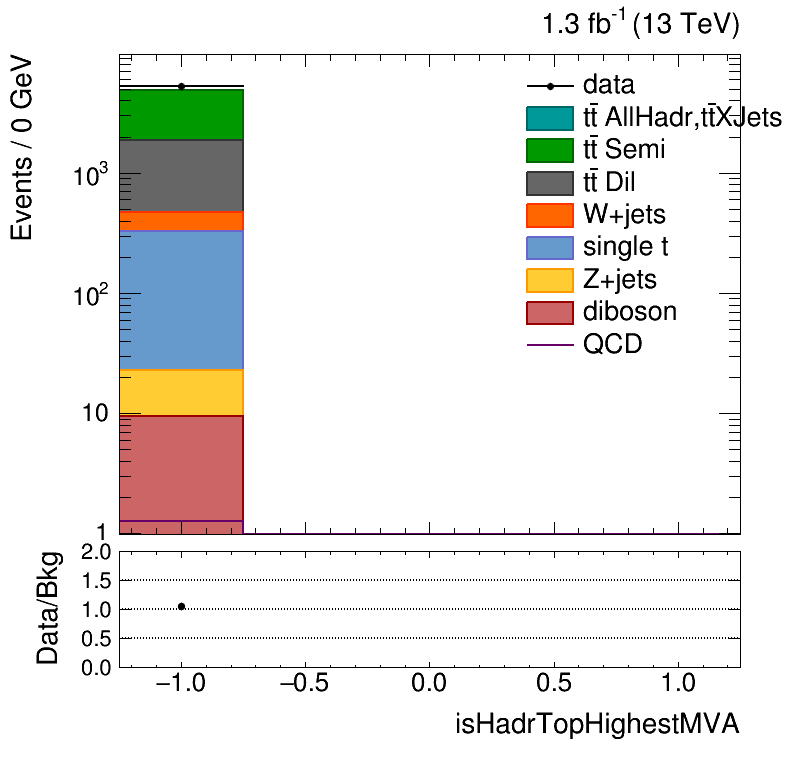 1.3 fb-1 (13 TeV)
Events / 0 GeV
data
tt̄ AllHadr,tt̄XJets
tt̄ Semi
tt̄ Dil
W+jets
single t
Z+jets
diboson
QCD
10³
10²
10
1
Data/Bkg
2.0
1.5
1.0
0.5
0.0
−1.0 −0.5 0.0 0.5 1.0
isHadrTopHighestMVA